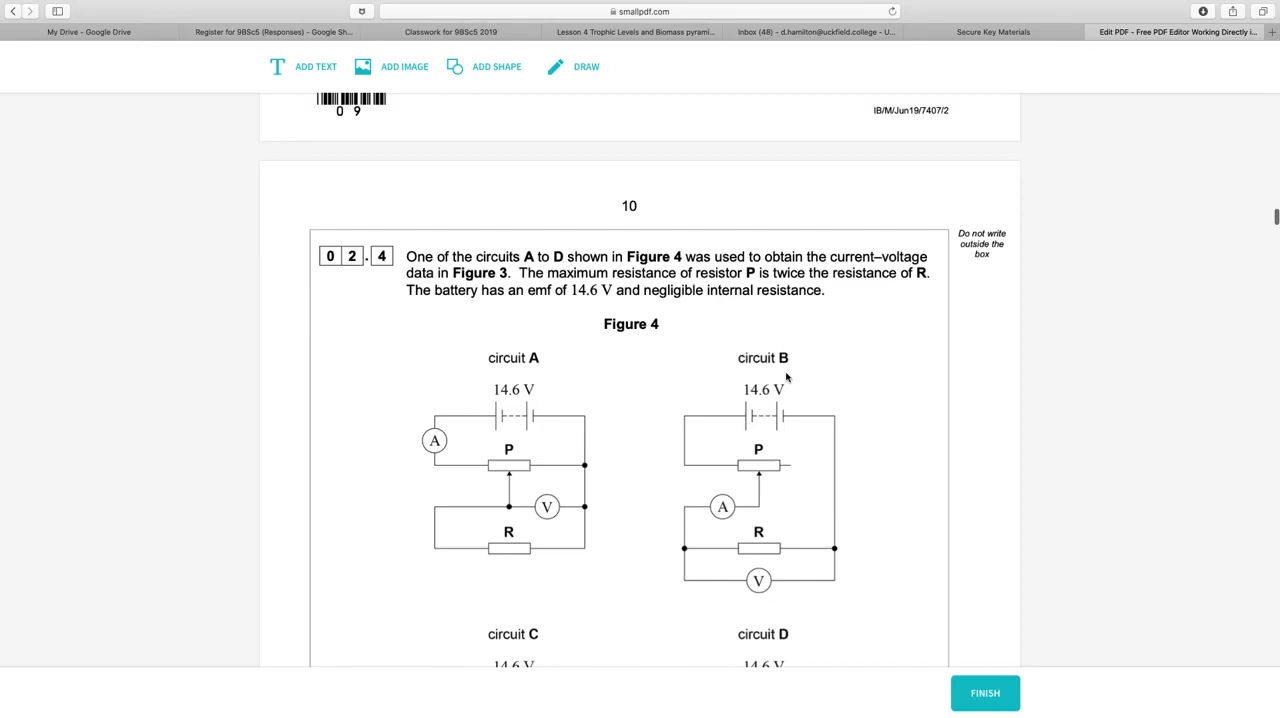 smallpdf.com
My Drive - Google Drive
Register for 9BSc5 (Responses) - Google Sh...
Classwork for 9BSc5 2019
Lesson 4 Trophic Levels and Biomass pyrami...
Inbox (48) - d.hamilton@uckfield.college - U...
Secure Key Materials
Edit PDF - Free PDF Editor Working Directly i...
ADD TEXT
ADD IMAGE
ADD SHAPE
DRAW
0 9
IB/M/Jun19/7407/2
10
Do not write
outside the
box
0 2 . 4 One of the circuits A to D shown in Figure 4 was used to obtain the current–voltage
data in Figure 3. The maximum resistance of resistor P is twice the resistance of R.
The battery has an emf of 14.6 V and negligible internal resistance.
Figure 4
circuit A
circuit B
14.6 V
14.6 V
A
P
P
V
A
R
R
V
circuit C
circuit D
14.6 V
14.6 V
FINISH